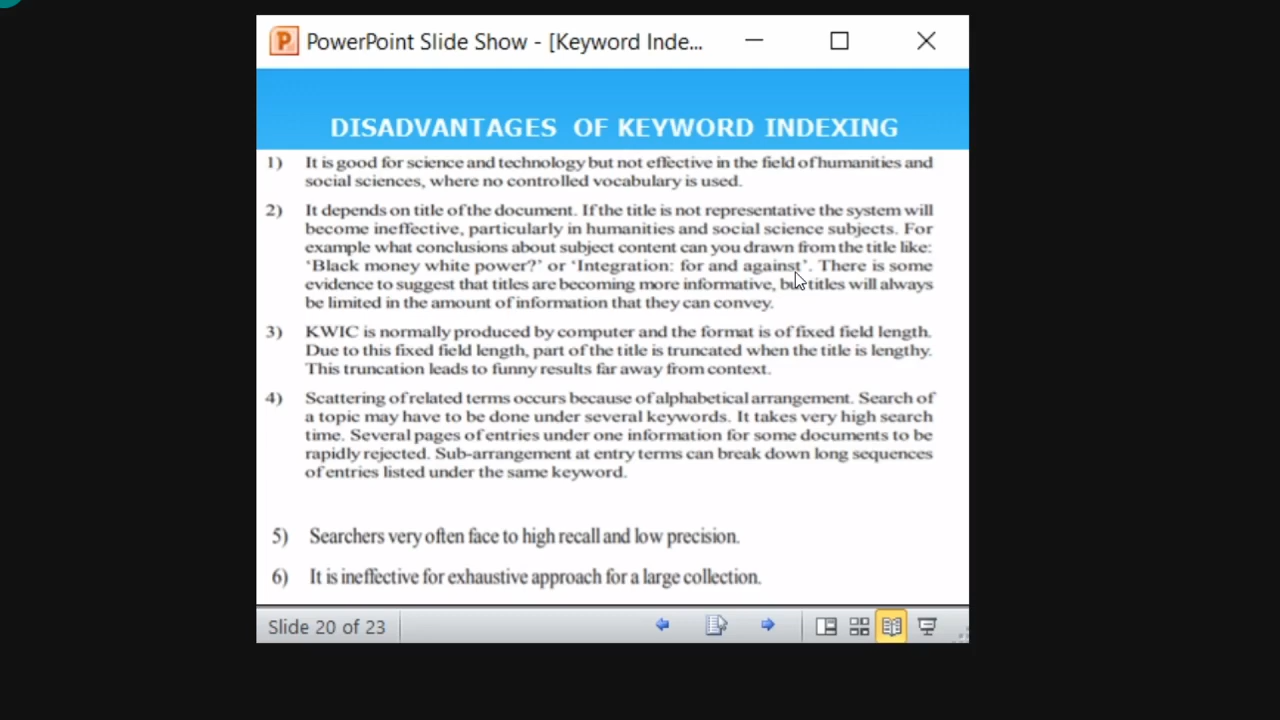 PowerPoint Slide Show - [Keyword Inde...
DISADVANTAGES OF KEYWORD INDEXING
1) It is good for science and technology but not effective in the field of humanities and
social sciences, where no controlled vocabulary is used.
2) It depends on title of the document. If the title is not representative the system will
become ineffective, particularly in humanities and social science subjects. For
example what conclusions about subject content can you drawn from the title like:
‘Black money white power?’ or ‘Integration: for and against’. There is some
evidence to suggest that titles are becoming more informative, but titles will always
be limited in the amount of information that they can convey.
3) KWIC is normally produced by computer and the format is of fixed field length.
Due to this fixed field length, part of the title is truncated when the title is lengthy.
This truncation leads to funny results far away from context.
4) Scattering of related terms occurs because of alphabetical arrangement. Search of
a topic may have to be done under several keywords. It takes very high search
time. Several pages of entries under one information for some documents to be
rapidly rejected. Sub-arrangement at entry terms can break down long sequences
of entries listed under the same keyword.
5) Searchers very often face to high recall and low precision.
6) It is ineffective for exhaustive approach for a large collection.
Slide 20 of 23